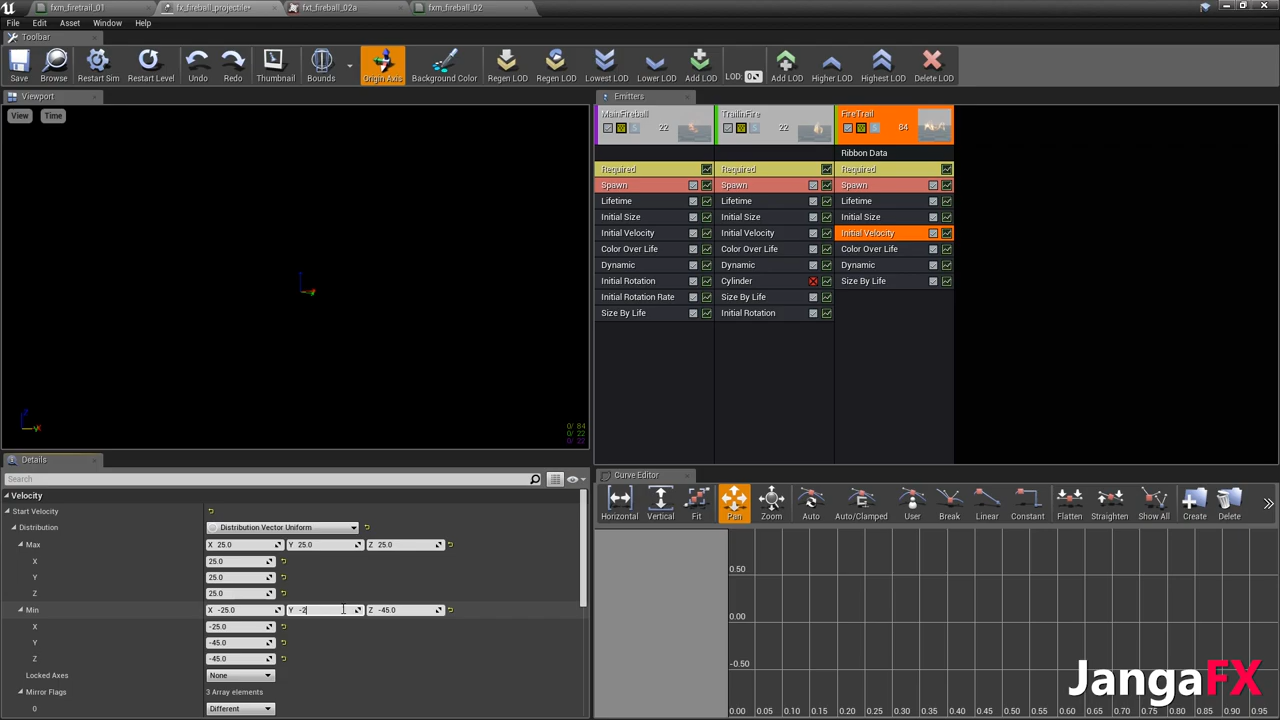 fxm_firetrail_01 fx_fireball_projectile* fxt_fireball_02a fxm_fireball_02
File Edit Asset Window Help
Toolbar
Save Browse Restart Sim Restart Level Undo Redo Thumbnail Bounds Origin Axis Background Color Regen LOD Regen LOD Lowest LOD Lower LOD Add LOD LOD: 0 Add LOD Higher LOD Highest LOD Delete LOD
Viewport Emitters
View Time
MainFireball TrailinFire FireTrail
22 22 84
Ribbon Data
Required Required Required
Spawn Spawn Spawn
Lifetime Lifetime Lifetime
Initial Size Initial Size Initial Size
Initial Velocity Initial Velocity Initial Velocity
Color Over Life Color Over Life Color Over Life
Dynamic Dynamic Dynamic
Initial Rotation Cylinder Size By Life
Initial Rotation Rate Size By Life
Size By Life Initial Rotation
0/ 84
0/ 22
0/ 22
Details
Search
Velocity
Start Velocity
Distribution Distribution Vector Uniform
Max X 25.0 Y 25.0 Z 25.0
X 25.0
Y 25.0
Z 25.0
Min X -25.0 Y -2 Z -45.0
X -25.0
Y -45.0
Z -45.0
Locked Axes None
Mirror Flags 3 Array elements
0 Different
Curve Editor
Horizontal Vertical Fit Pan Zoom Auto Auto/Clamped User Break Linear Constant Flatten Straighten Show All Create Delete
0.50
0.00
-0.50
0.00 0.05 0.10 0.15 0.20 0.25 0.30 0.35 0.40 0.45 0.50 0.55 0.60 0.65 0.70 0.75 0.80 0.85 0.90 0.95
JangaFX